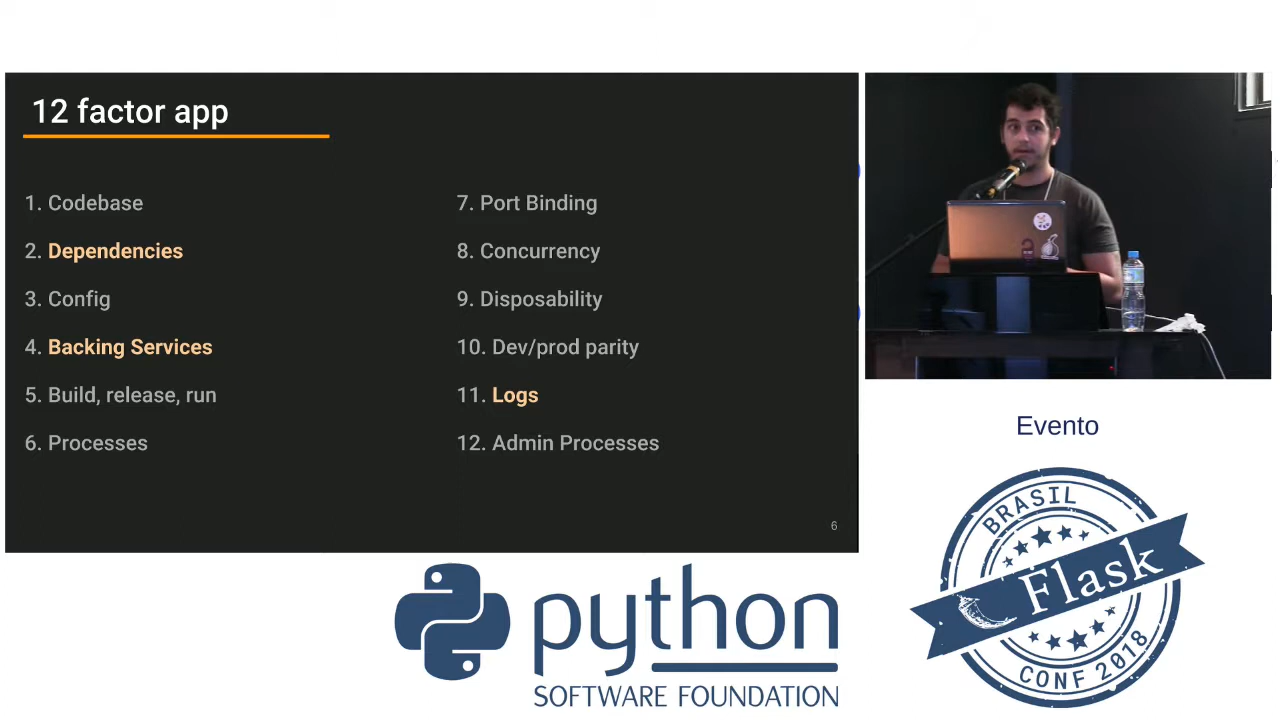 12 factor app
1. Codebase
2. Dependencies
3. Config
4. Backing Services
5. Build, release, run
6. Processes
7. Port Binding
8. Concurrency
9. Disposability
10. Dev/prod parity
11. Logs
12. Admin Processes
6
Evento
BRASIL
Flask
CONF 2018
python
SOFTWARE FOUNDATION